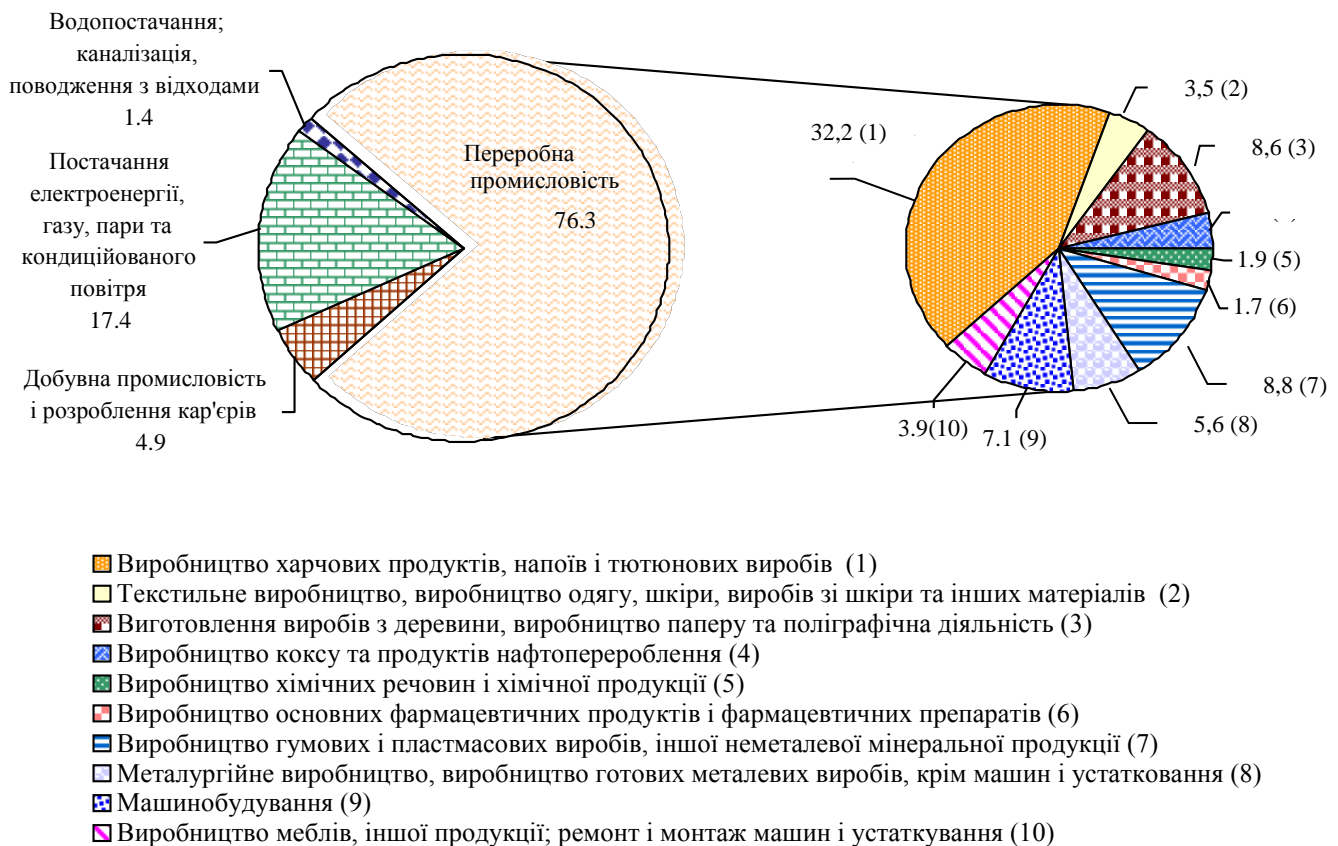 Водопостачання;
каналізація,
поводження з відходами
1.4
Постачання
електроенергії,
газу, пари та
кондиційованого
повітря
17.4
Добувна промисловість
і розроблення кар'єрів
4.9
Переробна
промисловість
76.3
32,2 (1)
3,5 (2)
8,6 (3)
1.9 (5)
1.7 (6)
8,8 (7)
5,6 (8)
7.1 (9)
3.9(10)
Виробництво харчових продуктів, напоїв і тютюнових виробів (1)
Текстильне виробництво, виробництво одягу, шкіри, виробів зі шкіри та інших матеріалів (2)
Виготовлення виробів з деревини, виробництво паперу та поліграфічна діяльність (3)
Виробництво коксу та продуктів нафтоперероблення (4)
Виробництво хімічних речовин і хімічної продукції (5)
Виробництво основних фармацевтичних продуктів і фармацевтичних препаратів (6)
Виробництво гумових і пластмасових виробів, іншої неметалевої мінеральної продукції (7)
Металургійне виробництво, виробництво готових металевих виробів, крім машин і устатковання (8)
Машинобудування (9)
Виробництво меблів, іншої продукції; ремонт і монтаж машин і устаткування (10)